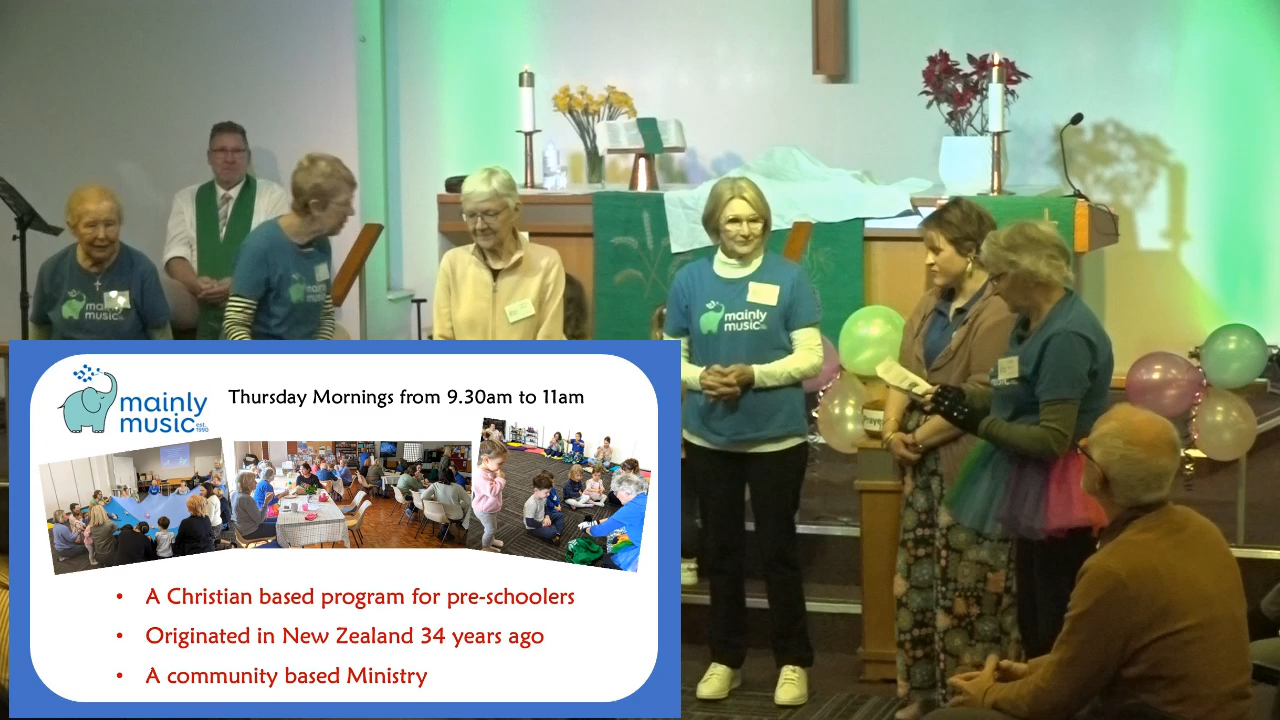 mainly
music
mainly
music
mainly
music
mainly
music est.
1990
Thursday Mornings from 9.30am to 11am
• A Christian based program for pre-schoolers
• Originated in New Zealand 34 years ago
• A community based Ministry